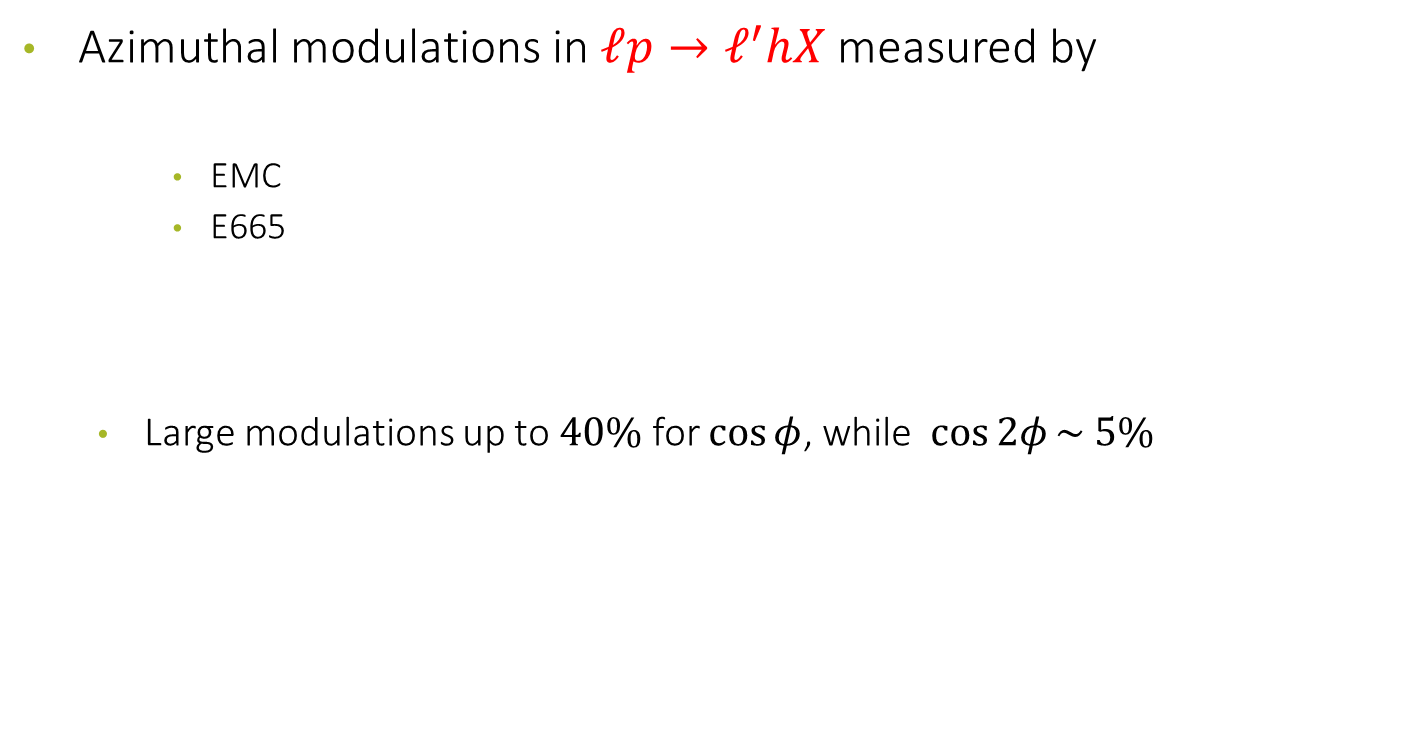 • Azimuthal modulations in ℓp → ℓ′hX measured by
• EMC
• E665
• Large modulations up to 40% for cos ϕ, while cos 2ϕ ~ 5%